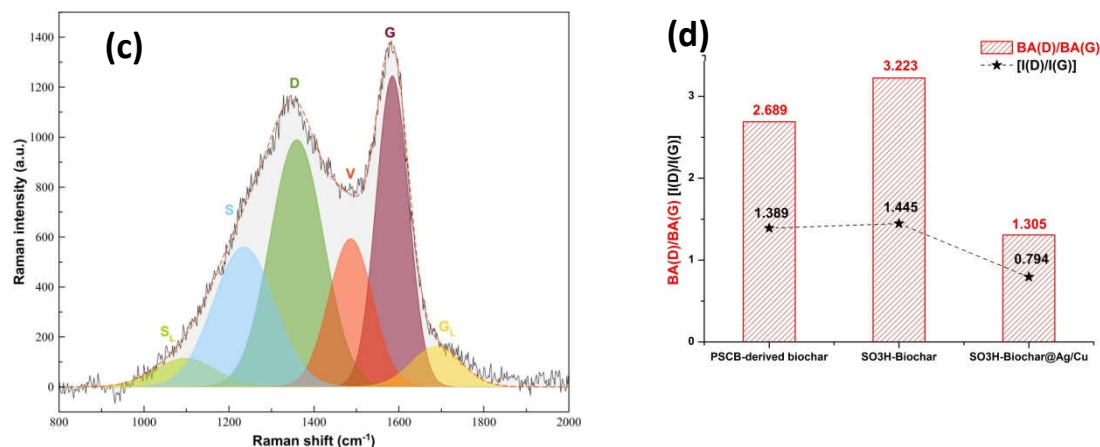 (c)
1400
1200
1000
800
600
400
200
0
Raman intensity (a.u.)
S_L
S
D
V
G
G_L
800 1000 1200 1400 1600 1800 2000
Raman shift (cm⁻¹)
(d)
BA(D)/BA(G)
[I(D)/I(G)]
3
2
1
0
BA(D)/BA(G) [I(D)/I(G)]
2.689
3.223
1.305
1.389
1.445
0.794
PSCB-derived biochar SO3H-Biochar SO3H-Biochar@Ag/Cu